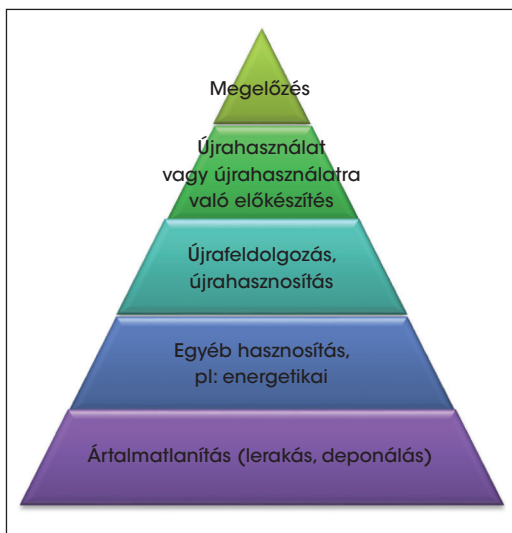 Megelőzés
Újrahasználat
vagy újrahasználatra
való előkészítés
Újrafeldolgozás,
újrahasznosítás
Egyéb hasznosítás,
pl: energetikai
Ártalmatlanítás (lerakás, deponálás)